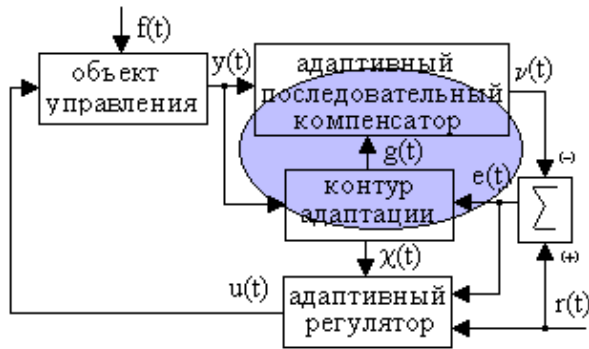 f(t)
объект
управления
y(t)
адаптивный
последовательный
компенсатор
ν(t)
g(t)
контур
адаптации
e(t)
(-)
∑
(+)
χ(t)
u(t)
адаптивный
регулятор
r(t)